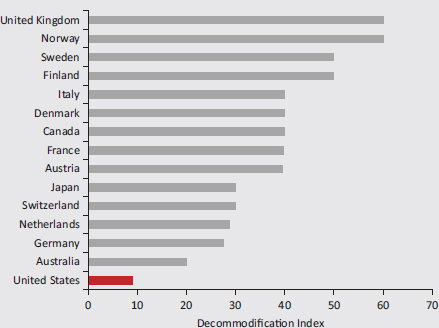 United Kingdom
Norway
Sweden
Finland
Italy
Denmark
Canada
France
Austria
Japan
Switzerland
Netherlands
Germany
Australia
United States
0 10 20 30 40 50 60 70
Decommodification Index